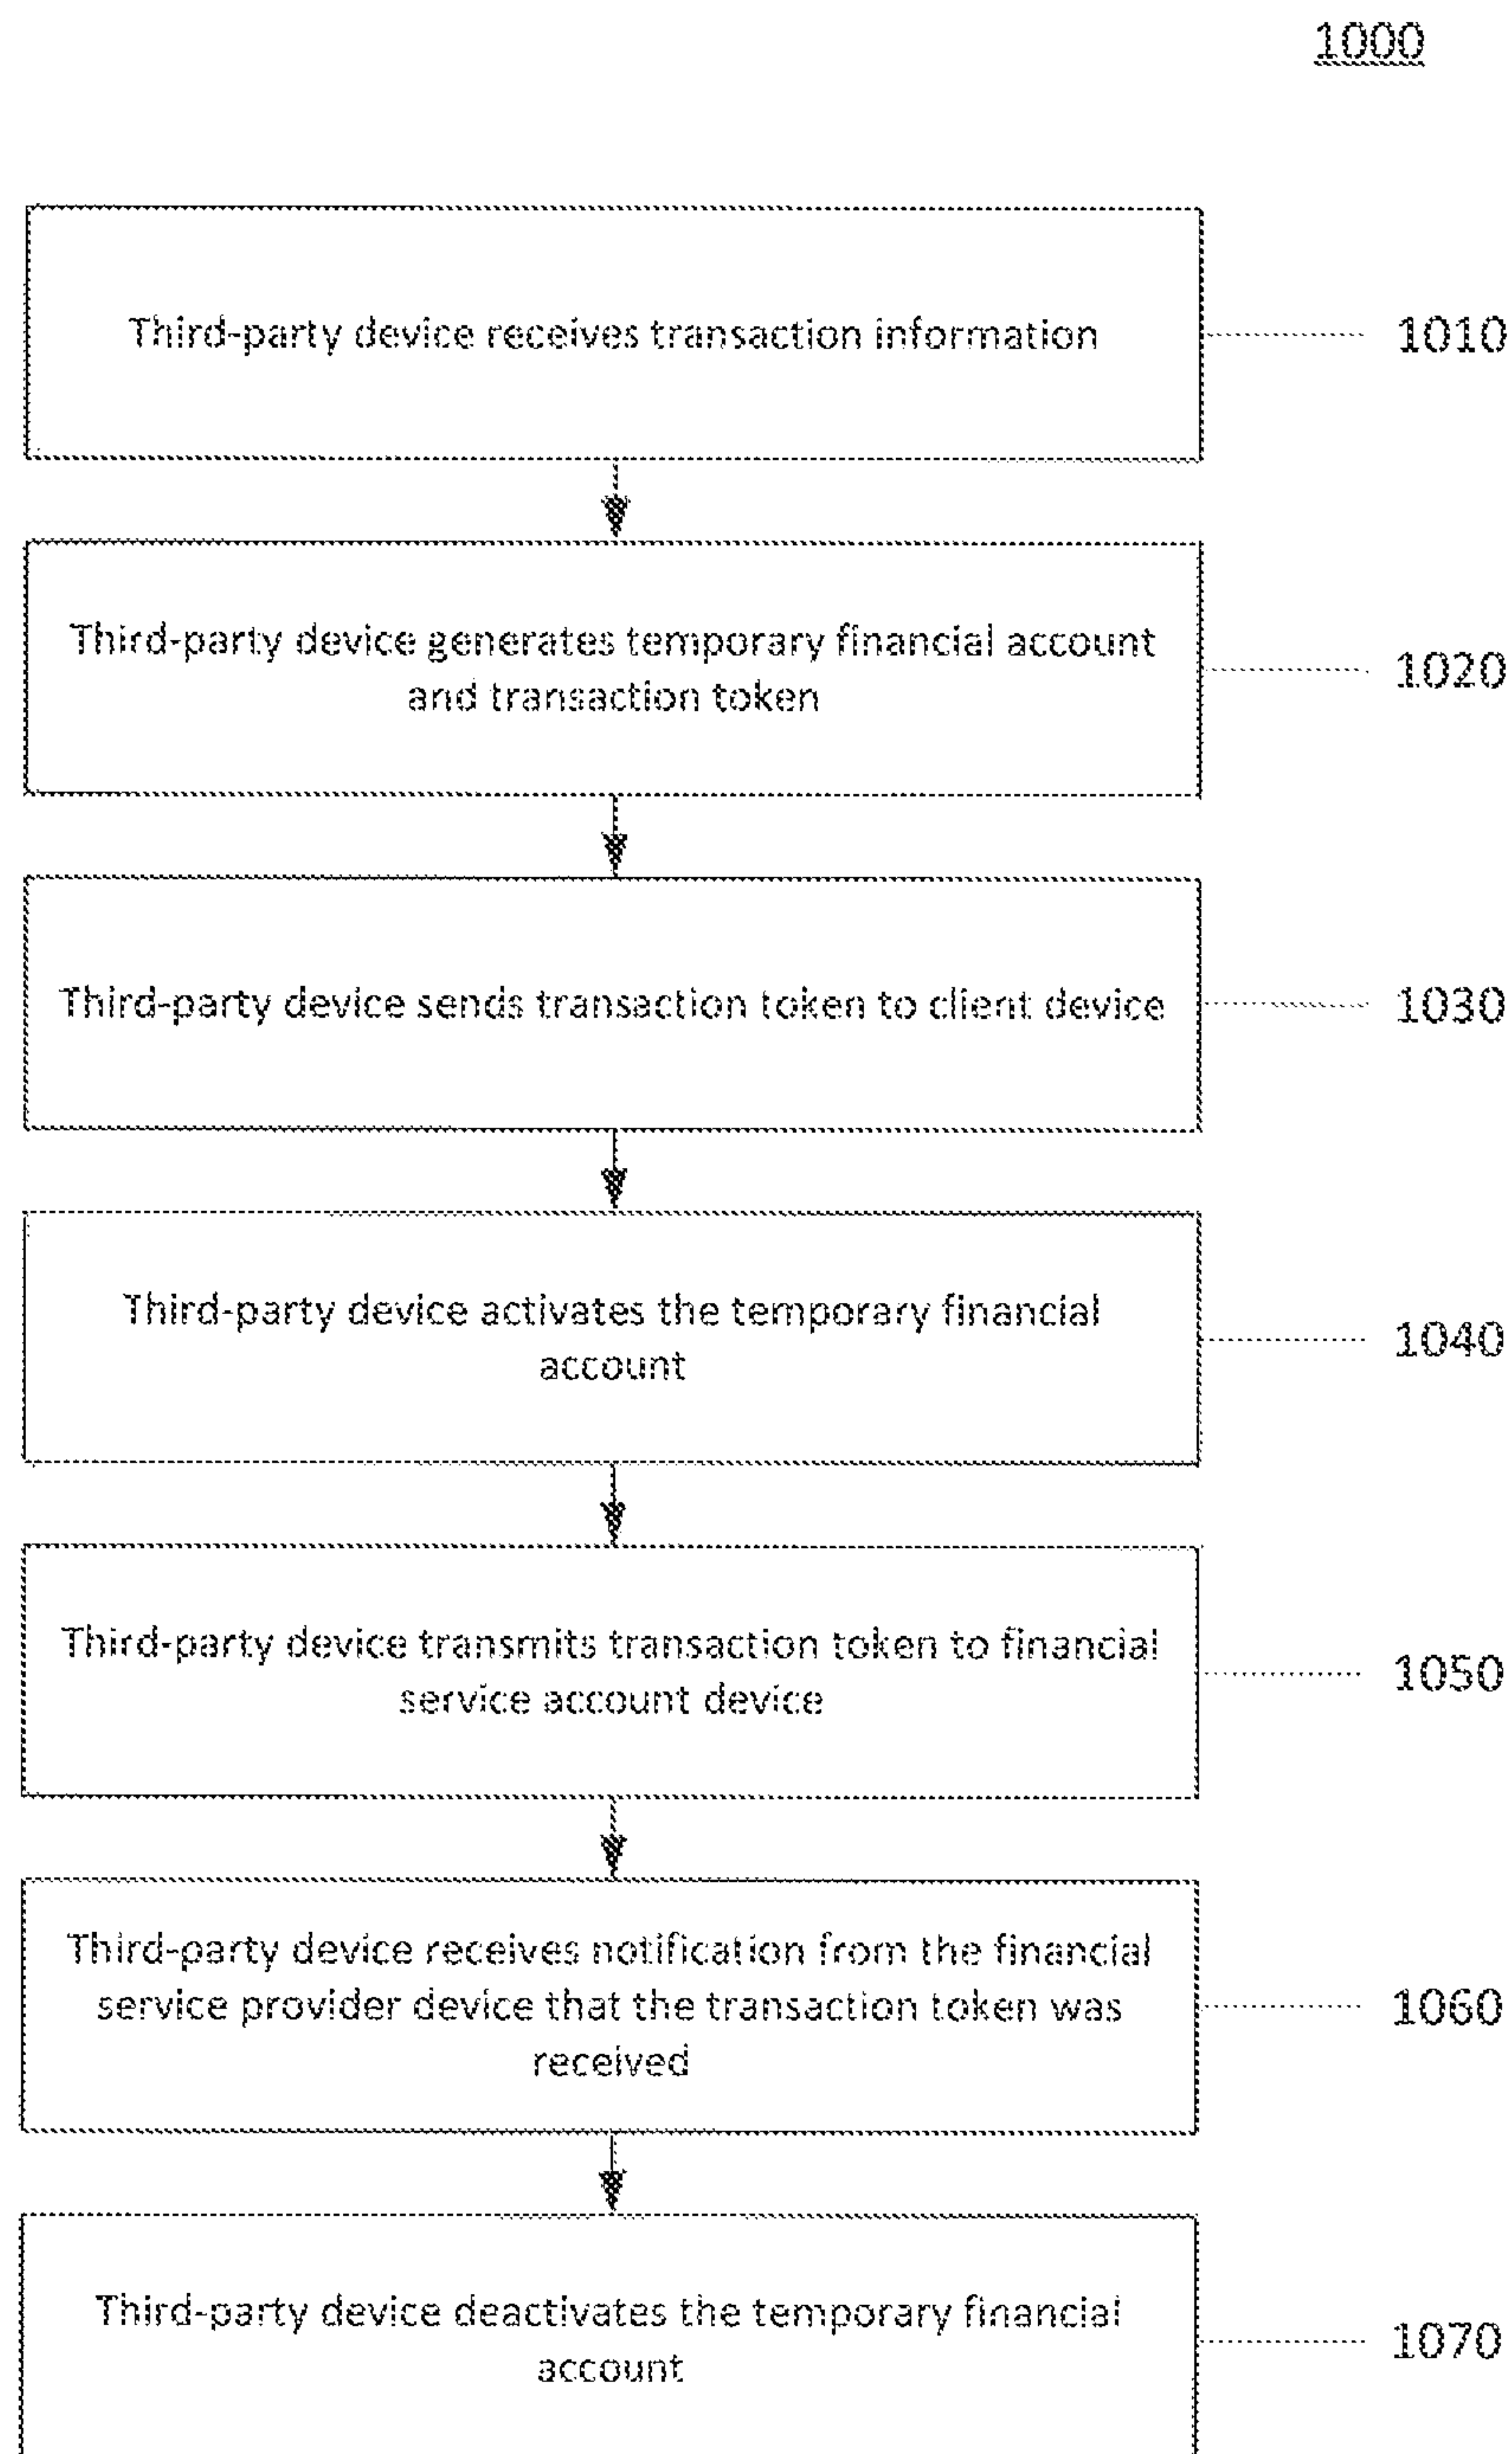 1000
Third-party device receives transaction information
1010
Third-party device generates temporary financial account
and transaction token
1020
Third-party device sends transaction token to client device
1030
Third-party device activates the temporary financial
account
1040
Third-party device transmits transaction token to financial
service account device
1050
Third-party device receives notification from the financial
service provider device that the transaction token was
received
1060
Third-party device deactivates the temporary financial
account
1070